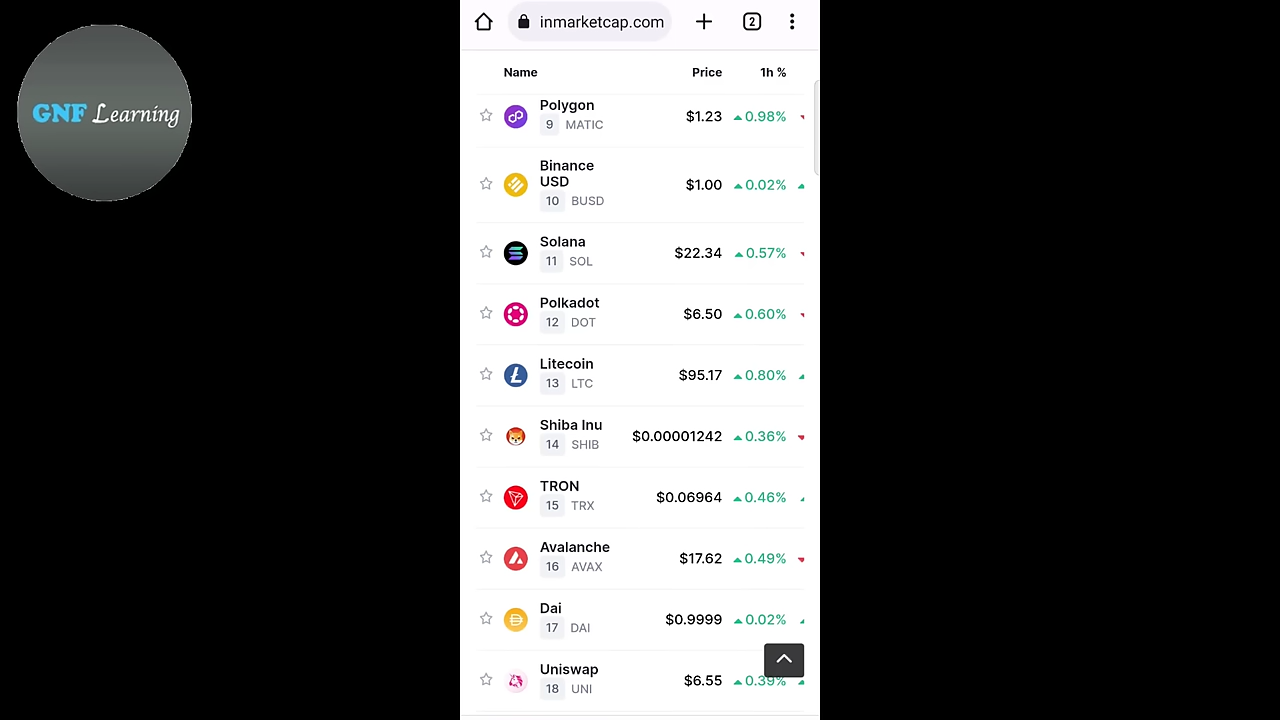 GNF Learning
inmarketcap.com
2
Name Price 1h %
Polygon
9 MATIC $1.23 0.98%
Binance
USD
10 BUSD $1.00 0.02%
Solana
11 SOL $22.34 0.57%
Polkadot
12 DOT $6.50 0.60%
Litecoin
13 LTC $95.17 0.80%
Shiba Inu
14 SHIB $0.00001242 0.36%
TRON
15 TRX $0.06964 0.46%
Avalanche
16 AVAX $17.62 0.49%
Dai
17 DAI $0.9999 0.02%
Uniswap
18 UNI $6.55 0.39%